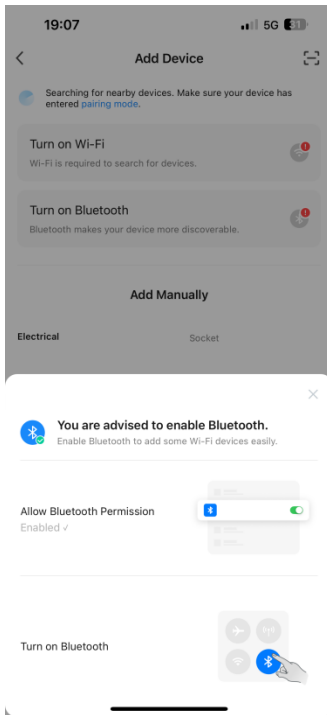 19:07
5G 31
Add Device
Searching for nearby devices. Make sure your device has
entered pairing mode.
Turn on Wi-Fi
Wi-Fi is required to search for devices.
Turn on Bluetooth
Bluetooth makes your device more discoverable.
Add Manually
Electrical
Socket
You are advised to enable Bluetooth.
Enable Bluetooth to add some Wi-Fi devices easily.
Allow Bluetooth Permission
Enabled ✓
Turn on Bluetooth